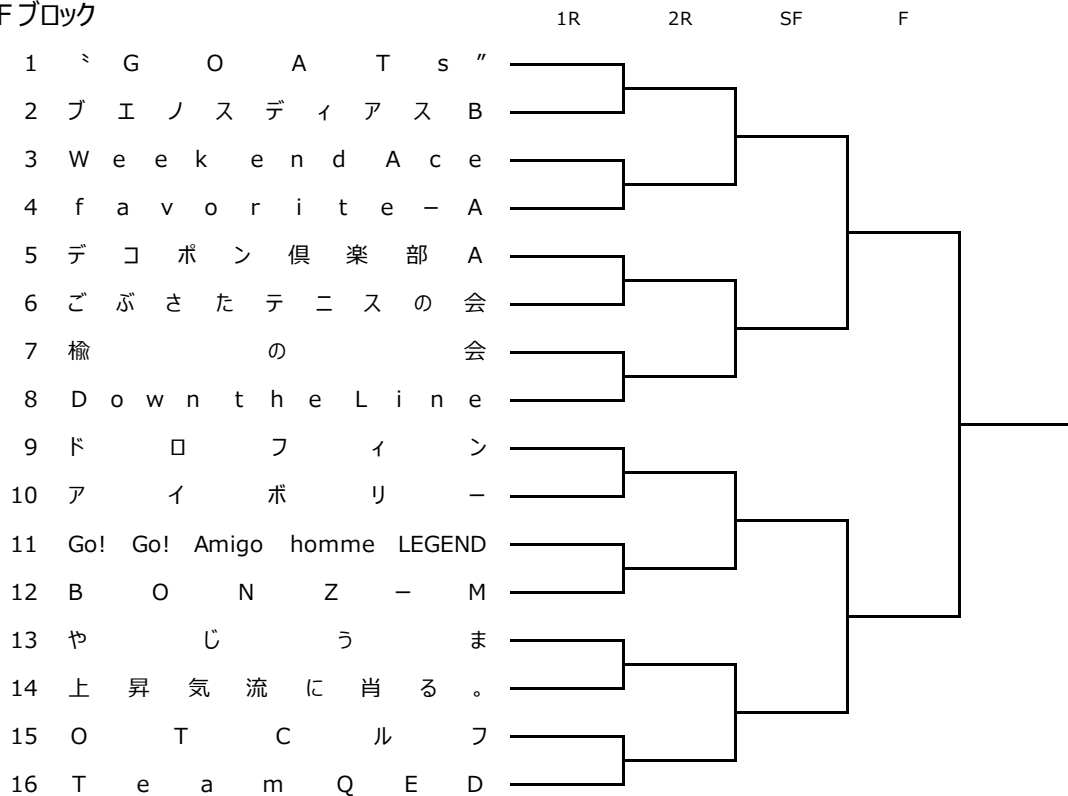 Fブロック 1R 2R SF F
1 〝GOATs〟
2 ブエノスディアスB
3 Weekend Ace
4 favorite－A
5 デコポン倶楽部A
6 ごぶさたテニスの会
7 楡の会
8 Down the Line
9 ドロフィン
10 アイボリー
11 Go! Go! Amigo homme LEGEND
12 BONZ－M
13 やじうま
14 上昇気流に肖る。
15 OTCルフ
16 TeamQED